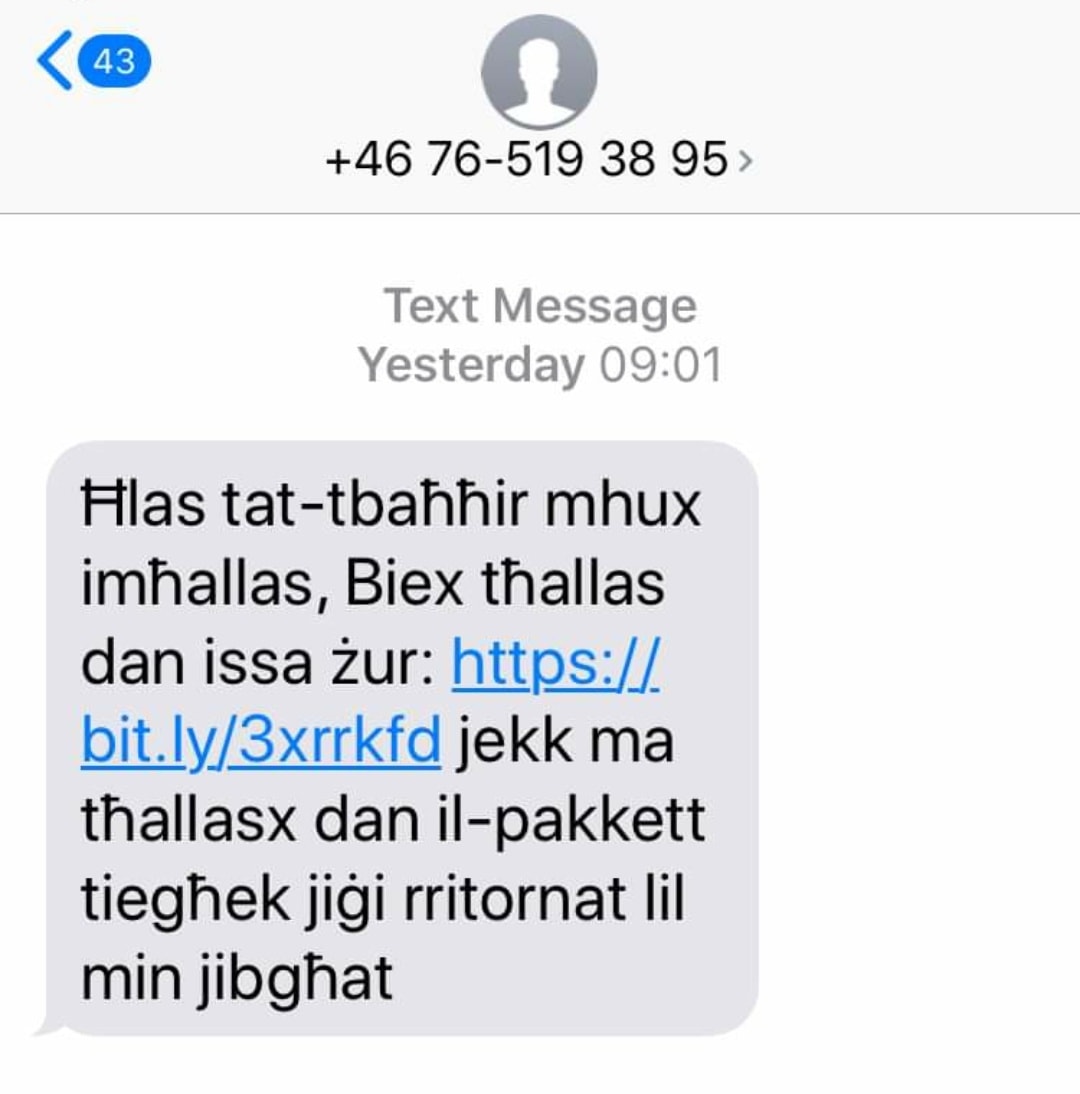 43
+46 76-519 38 95
Text Message
Yesterday 09:01
Ħlas tat-tbaħħir mhux
imħallas, Biex tħallas
dan issa żur: https://
bit.ly/3xrrkfd jekk ma
tħallasx dan il-pakkett
tiegħek jiġi rritornat lil
min jibgħat